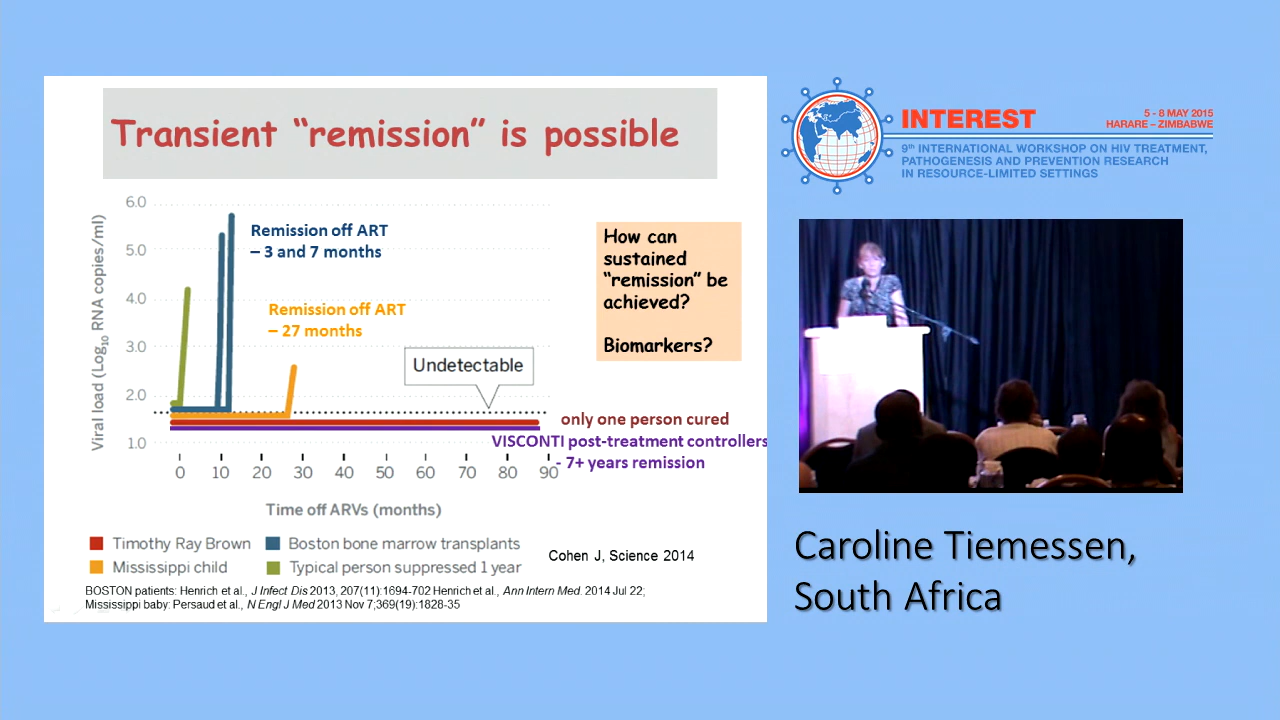 Transient “remission” is possible
6.0
5.0
4.0
3.0
2.0
1.0
Viral load (Log10 RNA copies/ml)
Remission off ART
– 3 and 7 months
Remission off ART
– 27 months
Undetectable
How can
sustained
“remission” be
achieved?
Biomarkers?
only one person cured
VISCONTI post-treatment controllers
- 7+ years remission
0 10 20 30 40 50 60 70 80 90
Time off ARVs (months)
Timothy Ray Brown
Boston bone marrow transplants
Mississippi child
Typical person suppressed 1 year
Cohen J, Science 2014
BOSTON patients: Henrich et al., J Infect Dis 2013, 207(11):1694-702 Henrich et al., Ann Intern Med. 2014 Jul 22;
Mississippi baby: Persaud et al., N Engl J Med 2013 Nov 7;369(19):1828-35
INTEREST
5 - 8 MAY 2015
HARARE – ZIMBABWE
9th INTERNATIONAL WORKSHOP ON HIV TREATMENT,
PATHOGENESIS AND PREVENTION RESEARCH
IN RESOURCE-LIMITED SETTINGS
Caroline Tiemessen,
South Africa